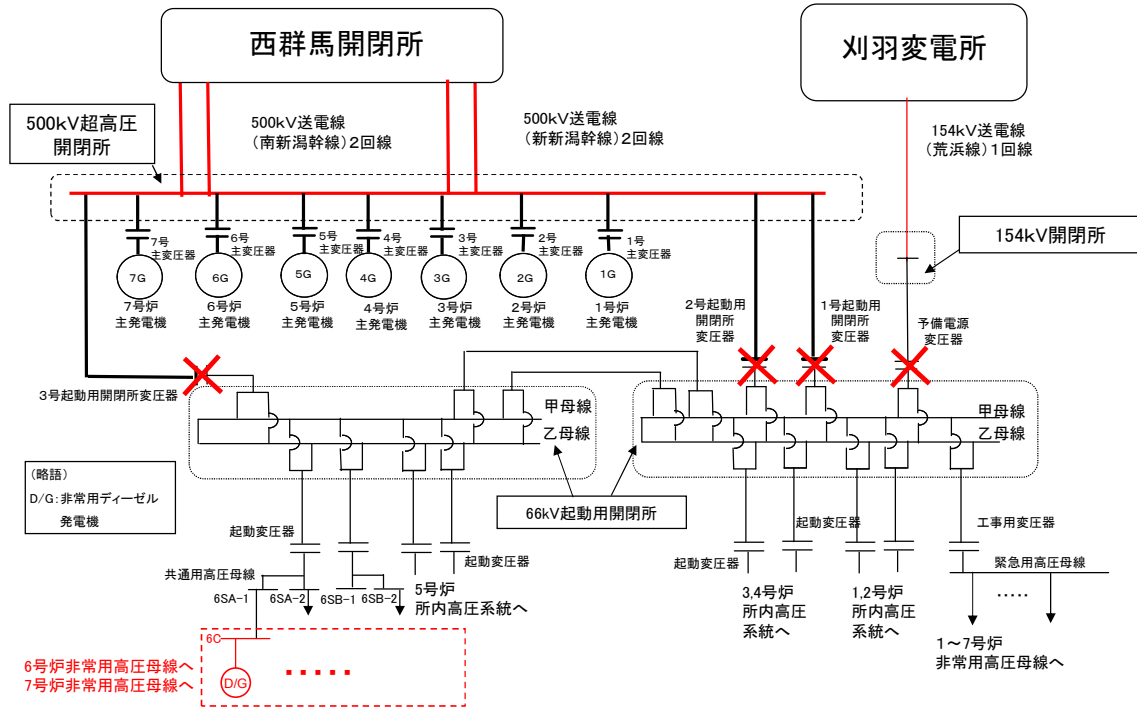 西群馬開閉所
刈羽変電所
500kV超高圧
開閉所
500kV送電線
(南新潟幹線)2回線
500kV送電線
(新新潟幹線)2回線
154kV送電線
(荒浜線)1回線
154kV開閉所
7号
主変圧器
6号
主変圧器
5号
主変圧器
4号
主変圧器
3号
主変圧器
2号
主変圧器
1号
主変圧器
7G
6G
5G
4G
3G
2G
1G
7号炉
主発電機
6号炉
主発電機
5号炉
主発電機
4号炉
主発電機
3号炉
主発電機
2号炉
主発電機
1号炉
主発電機
2号起動用
開閉所
変圧器
1号起動用
開閉所
変圧器
予備電源
変圧器
3号起動用開閉所変圧器
甲母線
乙母線
甲母線
乙母線
(略語)
D/G:非常用ディーゼル
発電機
66kV起動用開閉所
起動変圧器
起動変圧器
起動変圧器
起動変圧器
工事用変圧器
共通用高圧母線
6SA-1
6SA-2
6SB-1
6SB-2
5号炉
所内高圧
系統へ
3,4号炉
所内高圧
系統へ
1,2号炉
所内高圧
系統へ
緊急用高圧母線
‥‥‥
1~7号炉
非常用高圧母線へ
6C
6号炉非常用高圧母線へ
7号炉非常用高圧母線へ
D/G
‥‥‥